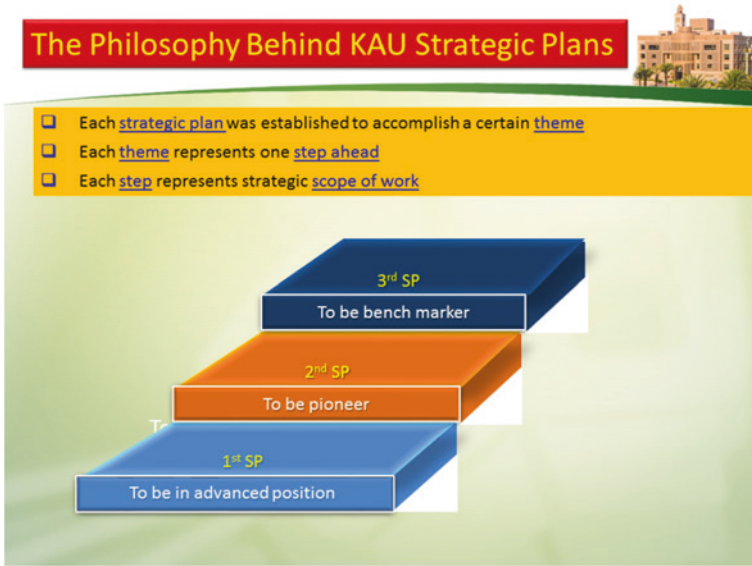 The Philosophy Behind KAU Strategic Plans
Each strategic plan was established to accomplish a certain theme
Each theme represents one step ahead
Each step represents strategic scope of work
3rd SP
To be bench marker
2nd SP
To be pioneer
1st SP
To be in advanced position